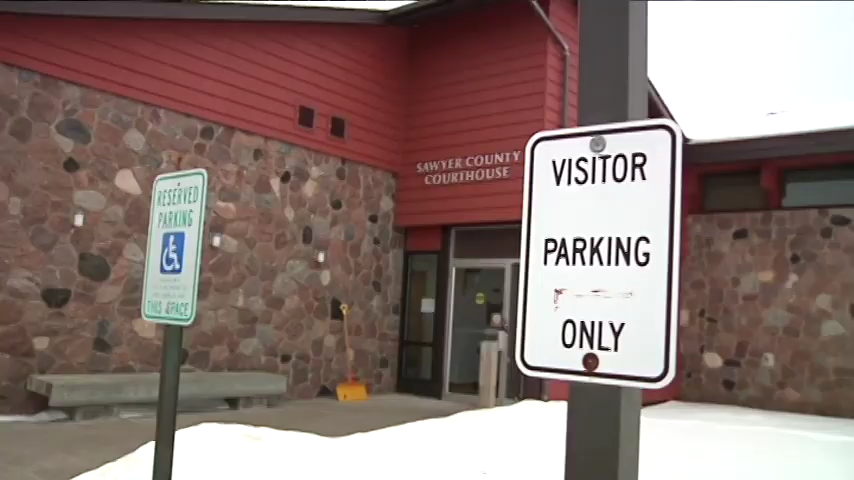 SAWYER COUNTY
COURTHOUSE
RESERVED
PARKING
THIS SPACE
VISITOR
PARKING
ONLY